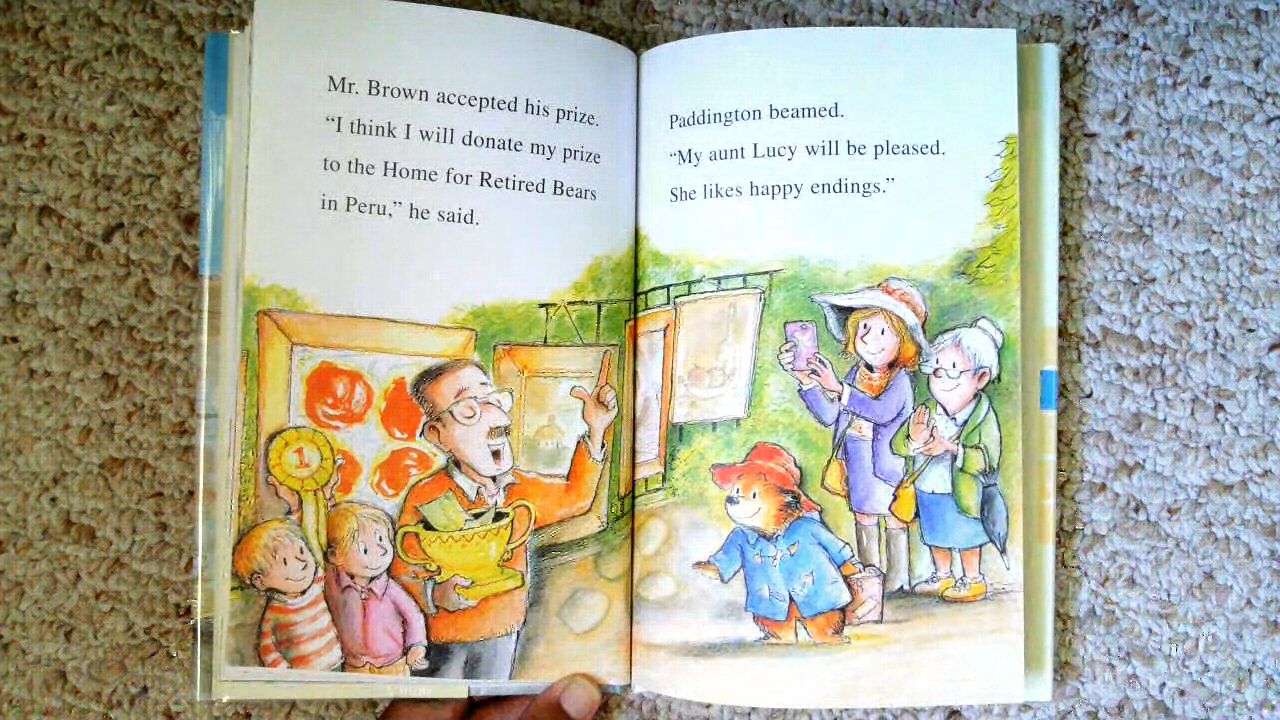 Mr. Brown accepted his prize.
“I think I will donate my prize
to the Home for Retired Bears
in Peru,” he said.
1
Paddington beamed.
“My aunt Lucy will be pleased.
She likes happy endings.”